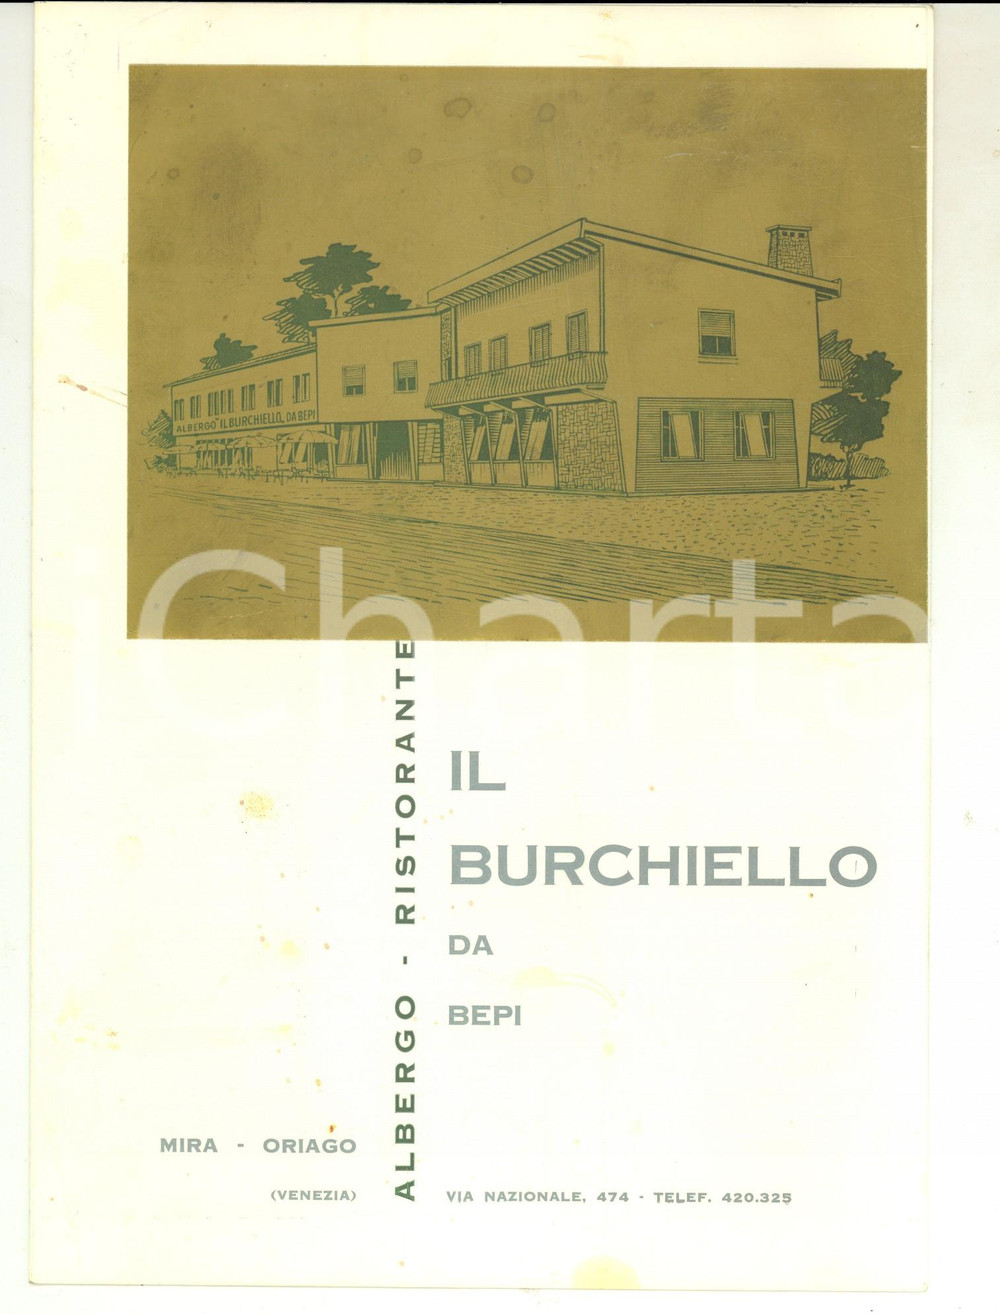 ALBERGO "IL BURCHIELLO" DA BEPI
iCharta
ALBERGO - RISTORANTE
IL
BURCHIELLO
DA
BEPI
MIRA - ORIAGO
(VENEZIA)
VIA NAZIONALE, 474 - TELEF. 420.325